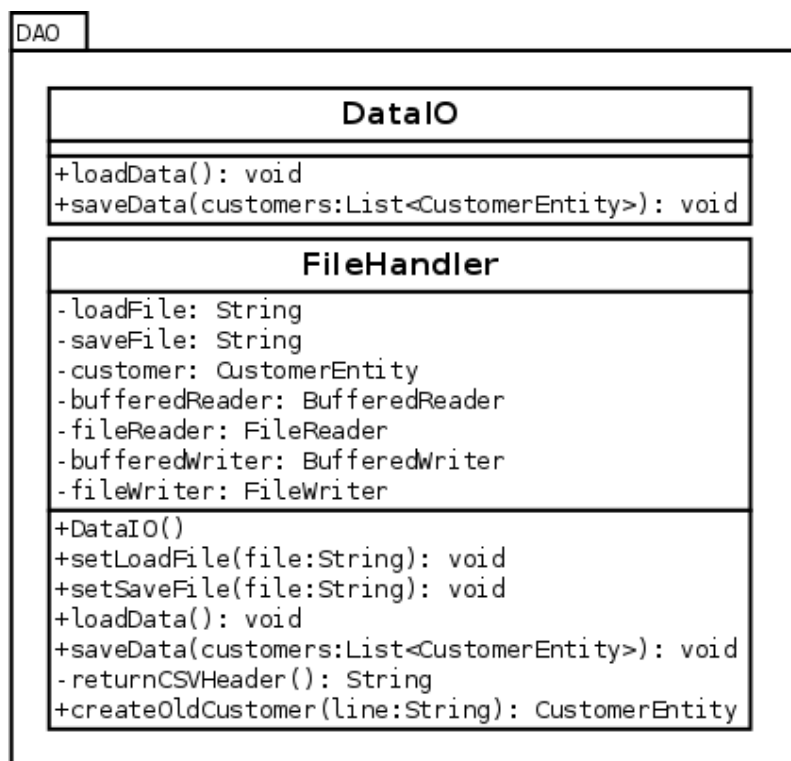 DAO
DataIO
+loadData(): void
+saveData(customers:List<CustomerEntity>): void
FileHandler
-loadFile: String
-saveFile: String
-customer: CustomerEntity
-bufferedReader: BufferedReader
-fileReader: FileReader
-bufferedWriter: BufferedWriter
-fileWriter: FileWriter
+DataIO()
+setLoadFile(file:String): void
+setSaveFile(file:String): void
+loadData(): void
+saveData(customers:List<CustomerEntity>): void
-returnCSVHeader(): String
+createOldCustomer(line:String): CustomerEntity